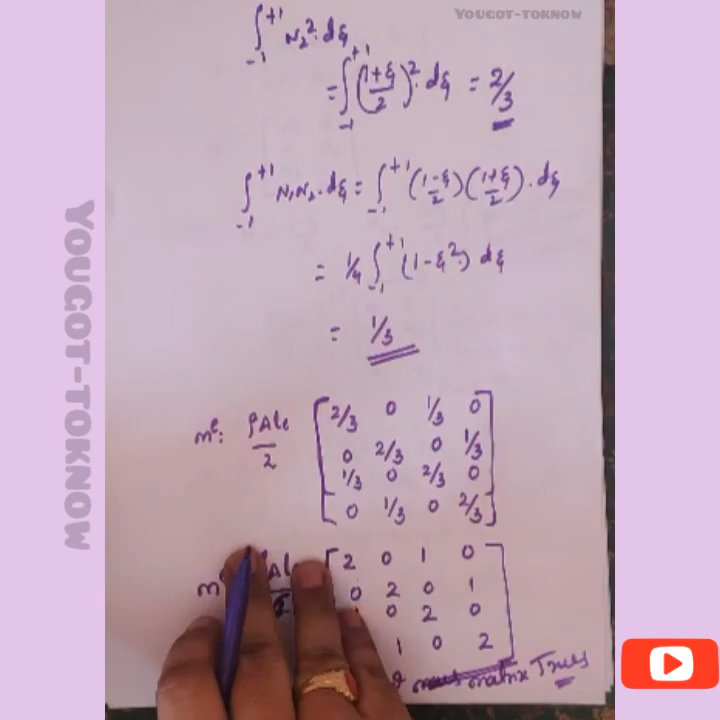 YOUGOT-TOKNOW
YOUGOT-TOKNOW
∫₋₁⁺¹ N₂². dξ
= ∫₋₁⁺¹ (1+ξ/2)². dξ = 2/3
∫₋₁⁺¹ N₁N₂. dξ = ∫₋₁⁺¹ (1-ξ/2)(1+ξ/2). dξ
= 1/4 ∫₋₁⁺¹ (1-ξ²) dξ
= 1/3
mᵉ: ρAle/2 [ 2/3 0 1/3 0
0 2/3 0 1/3
1/3 0 2/3 0
0 1/3 0 2/3 ]
2 0 1 0
0 2 0 1
0 2 0
1 0 2
matrix Truss